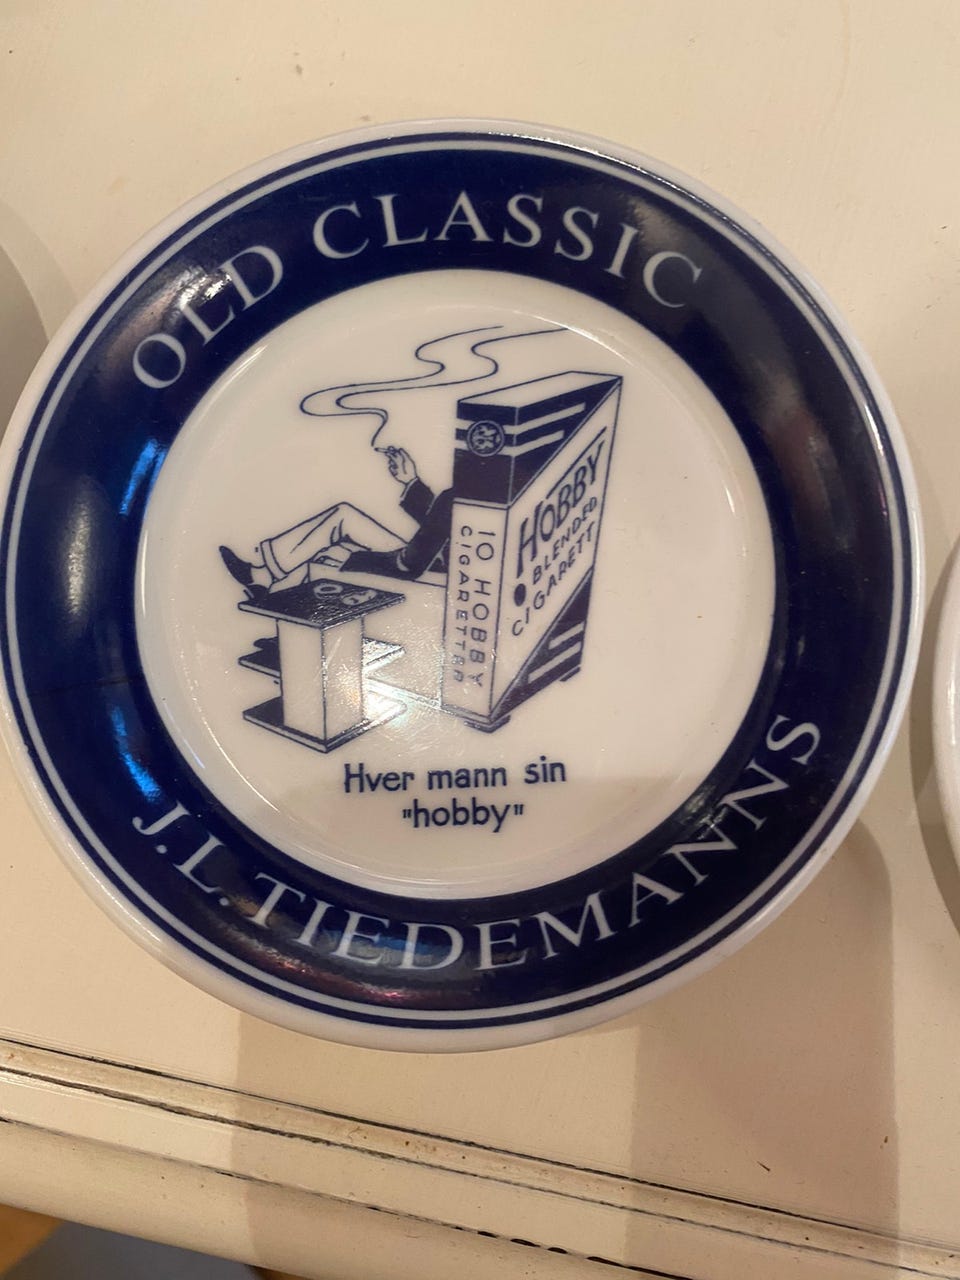 OLD CLASSIC
HOBBY
BLENDED
CIGARETT
10 HOBBY
CIGARETTER
Hver mann sin
"hobby"
J.L. TIEDEMANNS